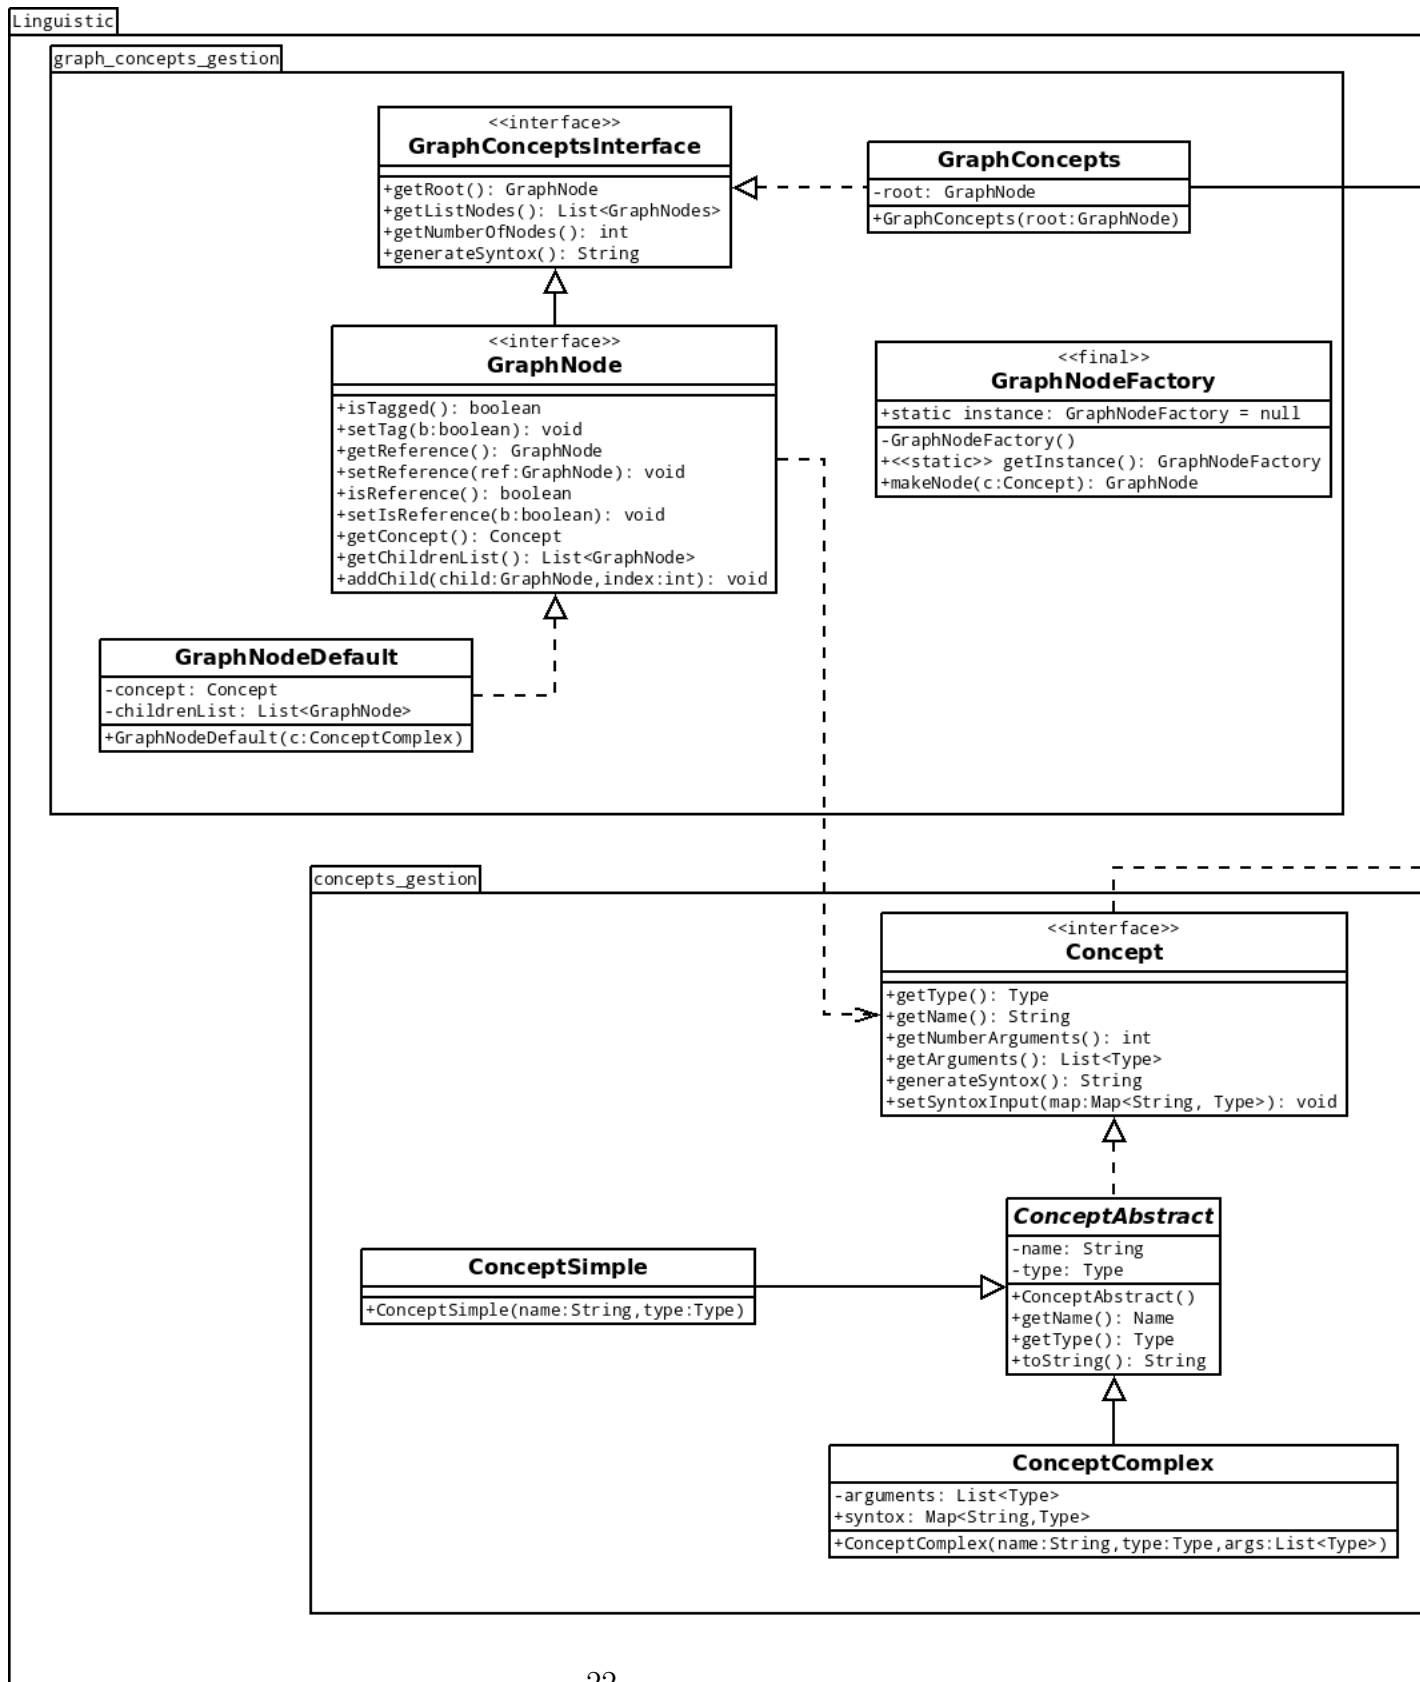 Linguistic
graph_concepts_gestion
<<interface>>
GraphConceptsInterface
+getRoot(): GraphNode
+getListNodes(): List<GraphNodes>
+getNumberOfNodes(): int
+generateSyntox(): String
GraphConcepts
-root: GraphNode
+GraphConcepts(root:GraphNode)
<<interface>>
GraphNode
+isTagged(): boolean
+setTag(b:boolean): void
+getReference(): GraphNode
+setReference(ref:GraphNode): void
+isReference(): boolean
+setIsReference(b:boolean): void
+getConcept(): Concept
+getChildrenList(): List<GraphNode>
+addChild(child:GraphNode,index:int): void
<<final>>
GraphNodeFactory
+static instance: GraphNodeFactory = null
-GraphNodeFactory()
+<<static>> getInstance(): GraphNodeFactory
+makeNode(c:Concept): GraphNode
GraphNodeDefault
-concept: Concept
-childrenList: List<GraphNode>
+GraphNodeDefault(c:ConceptComplex)
concepts_gestion
<<interface>>
Concept
+getType(): Type
+getName(): String
+getNumberArguments(): int
+getArguments(): List<Type>
+generateSyntox(): String
+setSyntoxInput(map:Map<String, Type>): void
ConceptAbstract
-name: String
-type: Type
+ConceptAbstract()
+getName(): Name
+getType(): Type
+toString(): String
ConceptSimple
+ConceptSimple(name:String,type:Type)
ConceptComplex
-arguments: List<Type>
+syntox: Map<String,Type>
+ConceptComplex(name:String,type:Type,args:List<Type>)